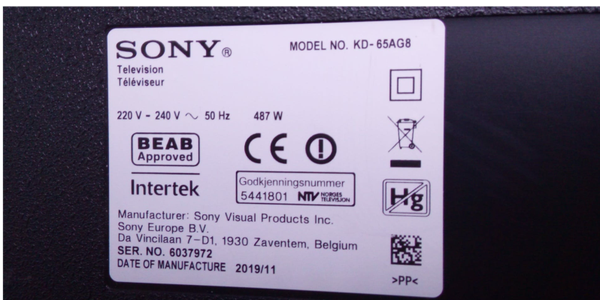 SONY®
MODEL NO. KD-65AG8
Television
Téléviseur
220 V - 240 V ~ 50 Hz 487 W
BEAB
Approved
CE
Intertek
Godkjenningsnummer
5441801 NTV NORGES TELEVISION
Hg
Manufacturer: Sony Visual Products Inc.
Sony Europe B.V.
Da Vincilaan 7-D1, 1930 Zaventem, Belgium
SER. NO. 6037972
DATE OF MANUFACTURE 2019/11
>PP<